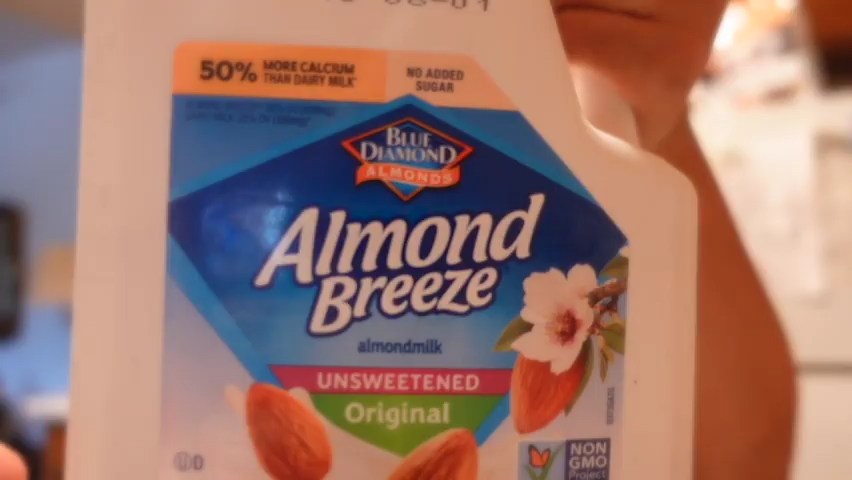 50% MORE CALCIUM
THAN DAIRY MILK*
NO ADDED
SUGAR
BLUE
DIAMOND
ALMONDS
Almond
Breeze
almondmilk
UNSWEETENED
Original
NON
GMO
Project
D